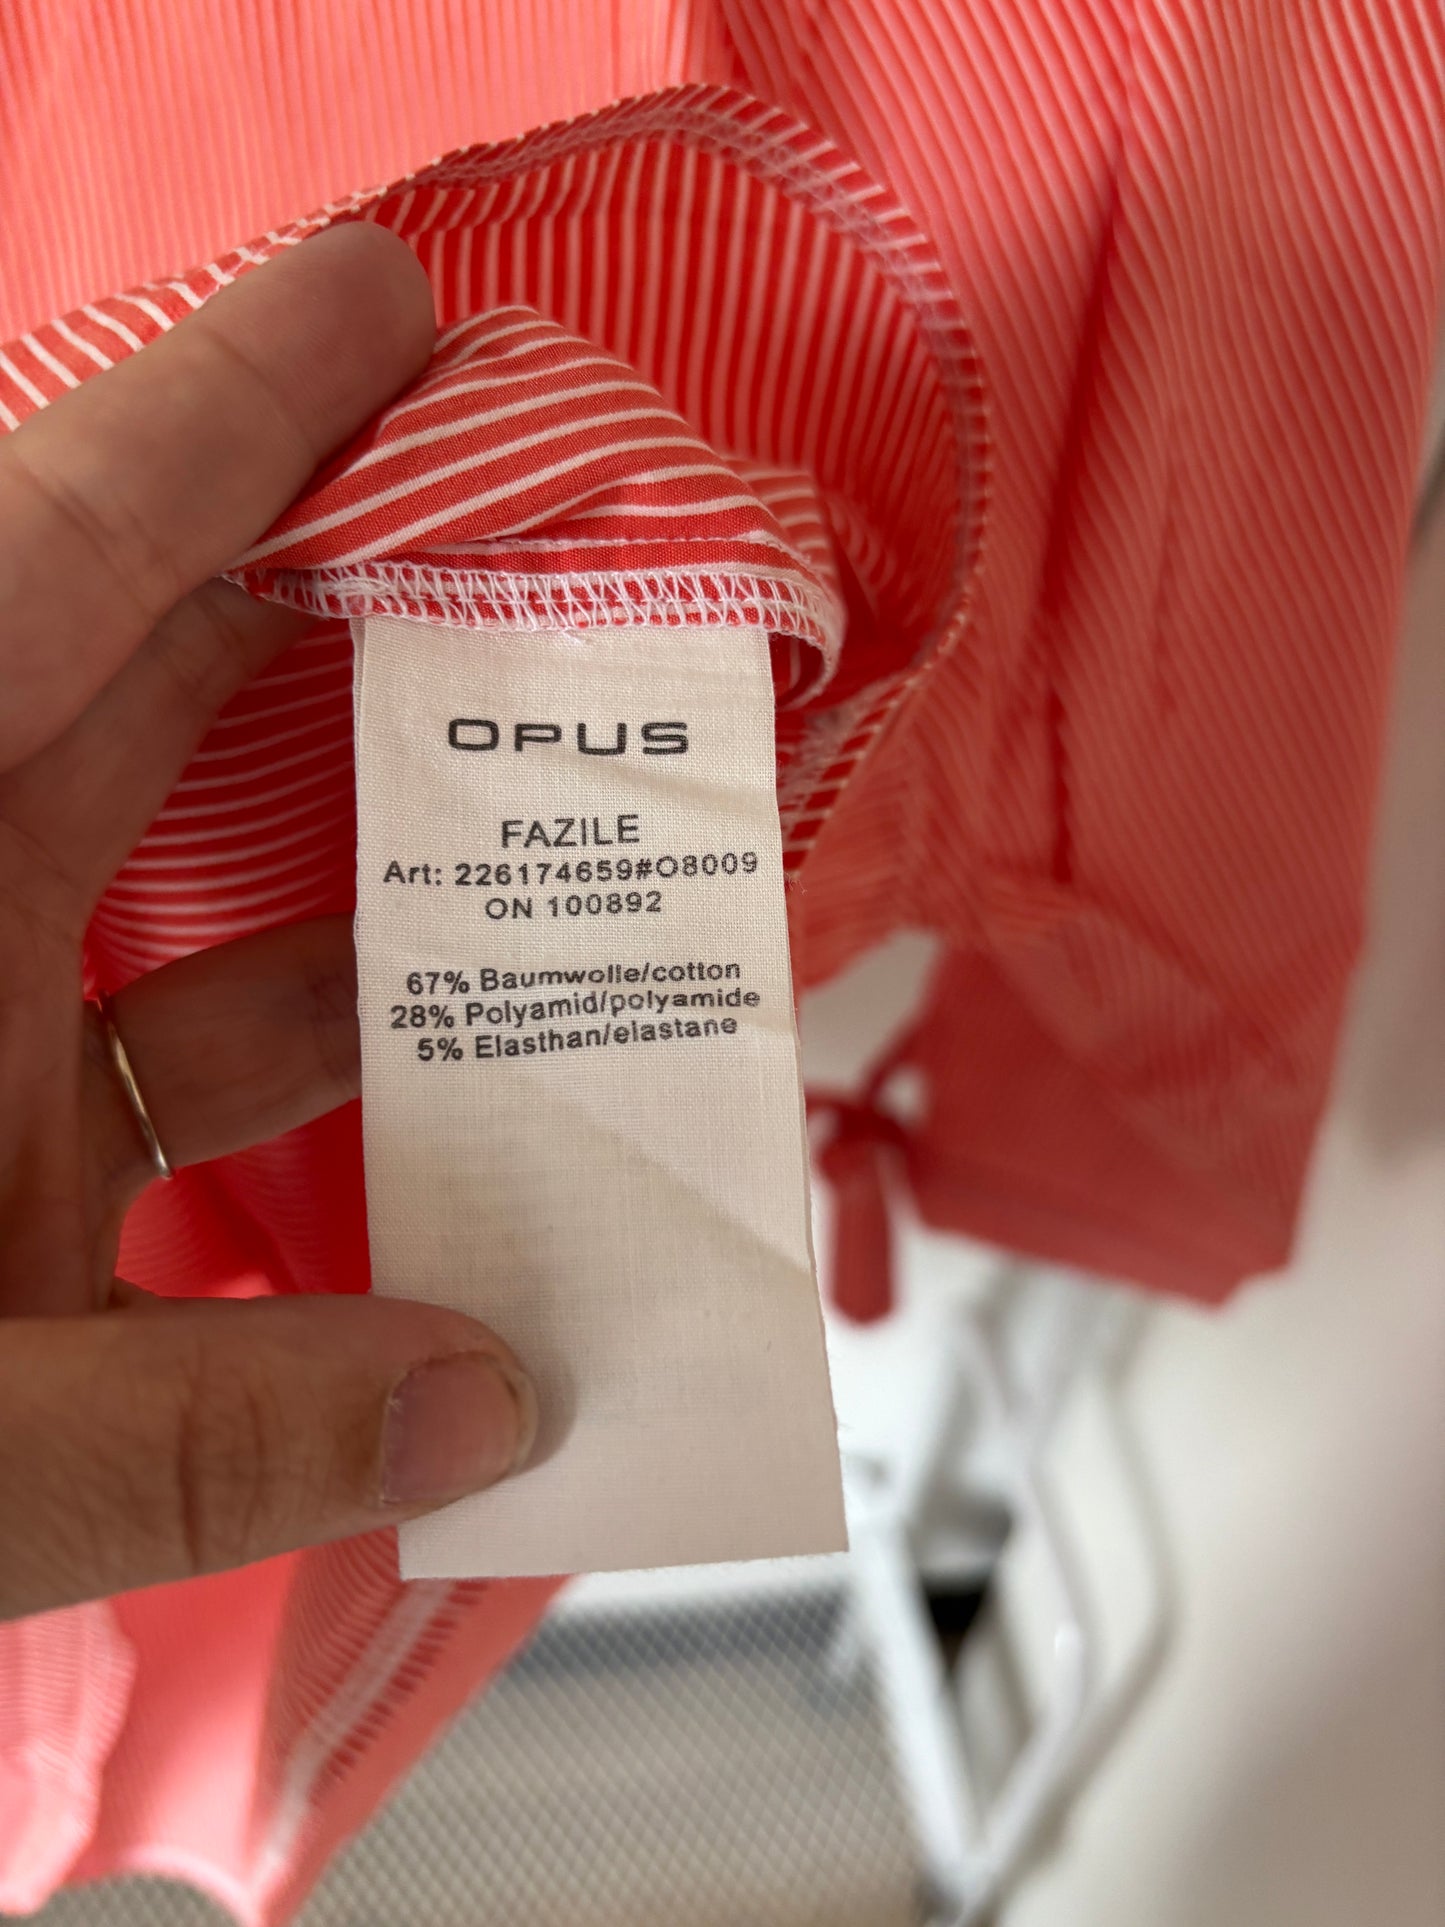 OPUS
FAZILE
Art: 226174659#O8009
ON 100892
67% Baumwolle/cotton
28% Polyamid/polyamide
5% Elasthan/elastane